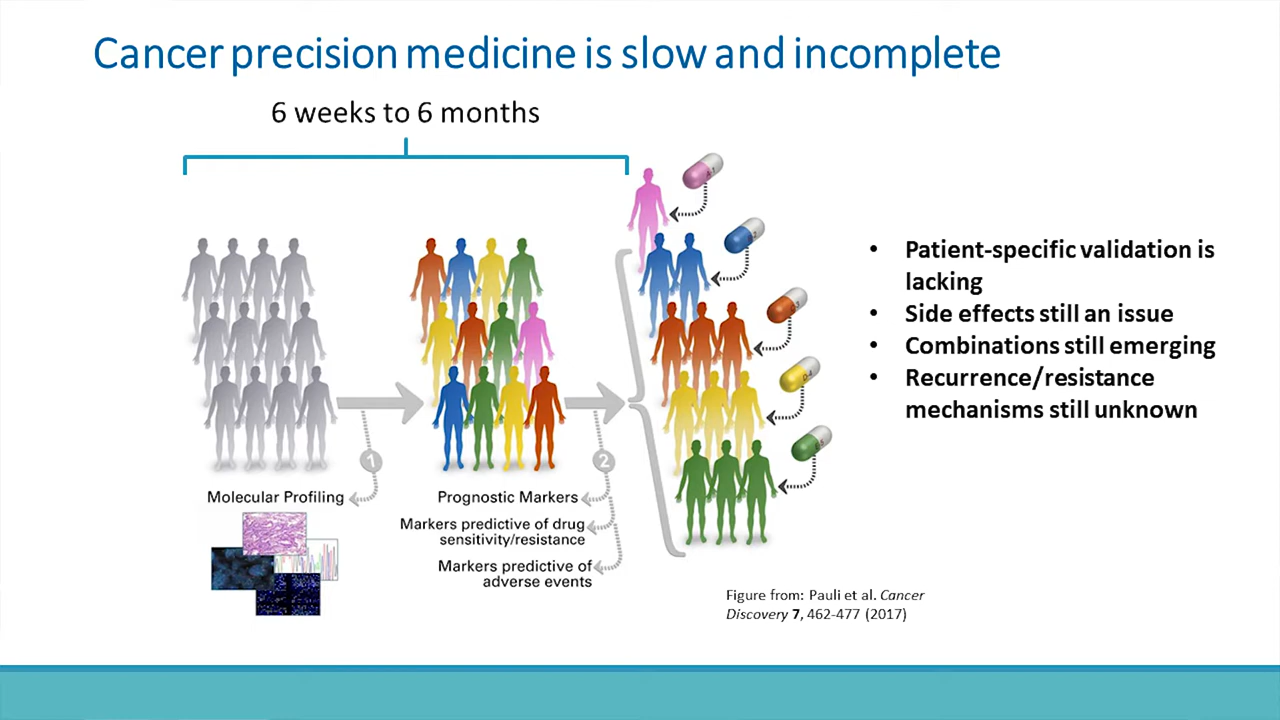 Cancer precision medicine is slow and incomplete
6 weeks to 6 months
• Patient-specific validation is
lacking
• Side effects still an issue
• Combinations still emerging
• Recurrence/resistance
mechanisms still unknown
1
2
Molecular Profiling
Prognostic Markers
Markers predictive of drug
sensitivity/resistance
Markers predictive of
adverse events
Figure from: Pauli et al. Cancer
Discovery 7, 462-477 (2017)